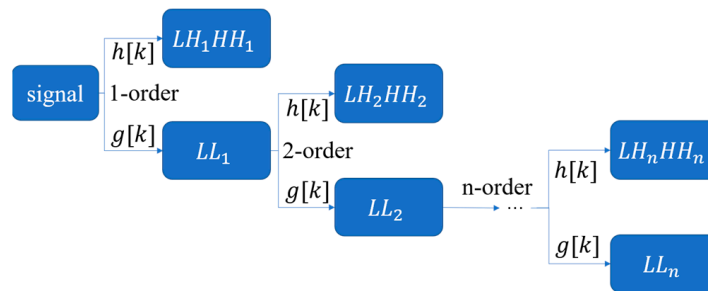 signal
h[k]
1-order
g[k]
LH₁HH₁
LL₁
h[k]
2-order
g[k]
LH₂HH₂
LL₂
n-order
...
h[k]
g[k]
LHₙHHₙ
LLₙ